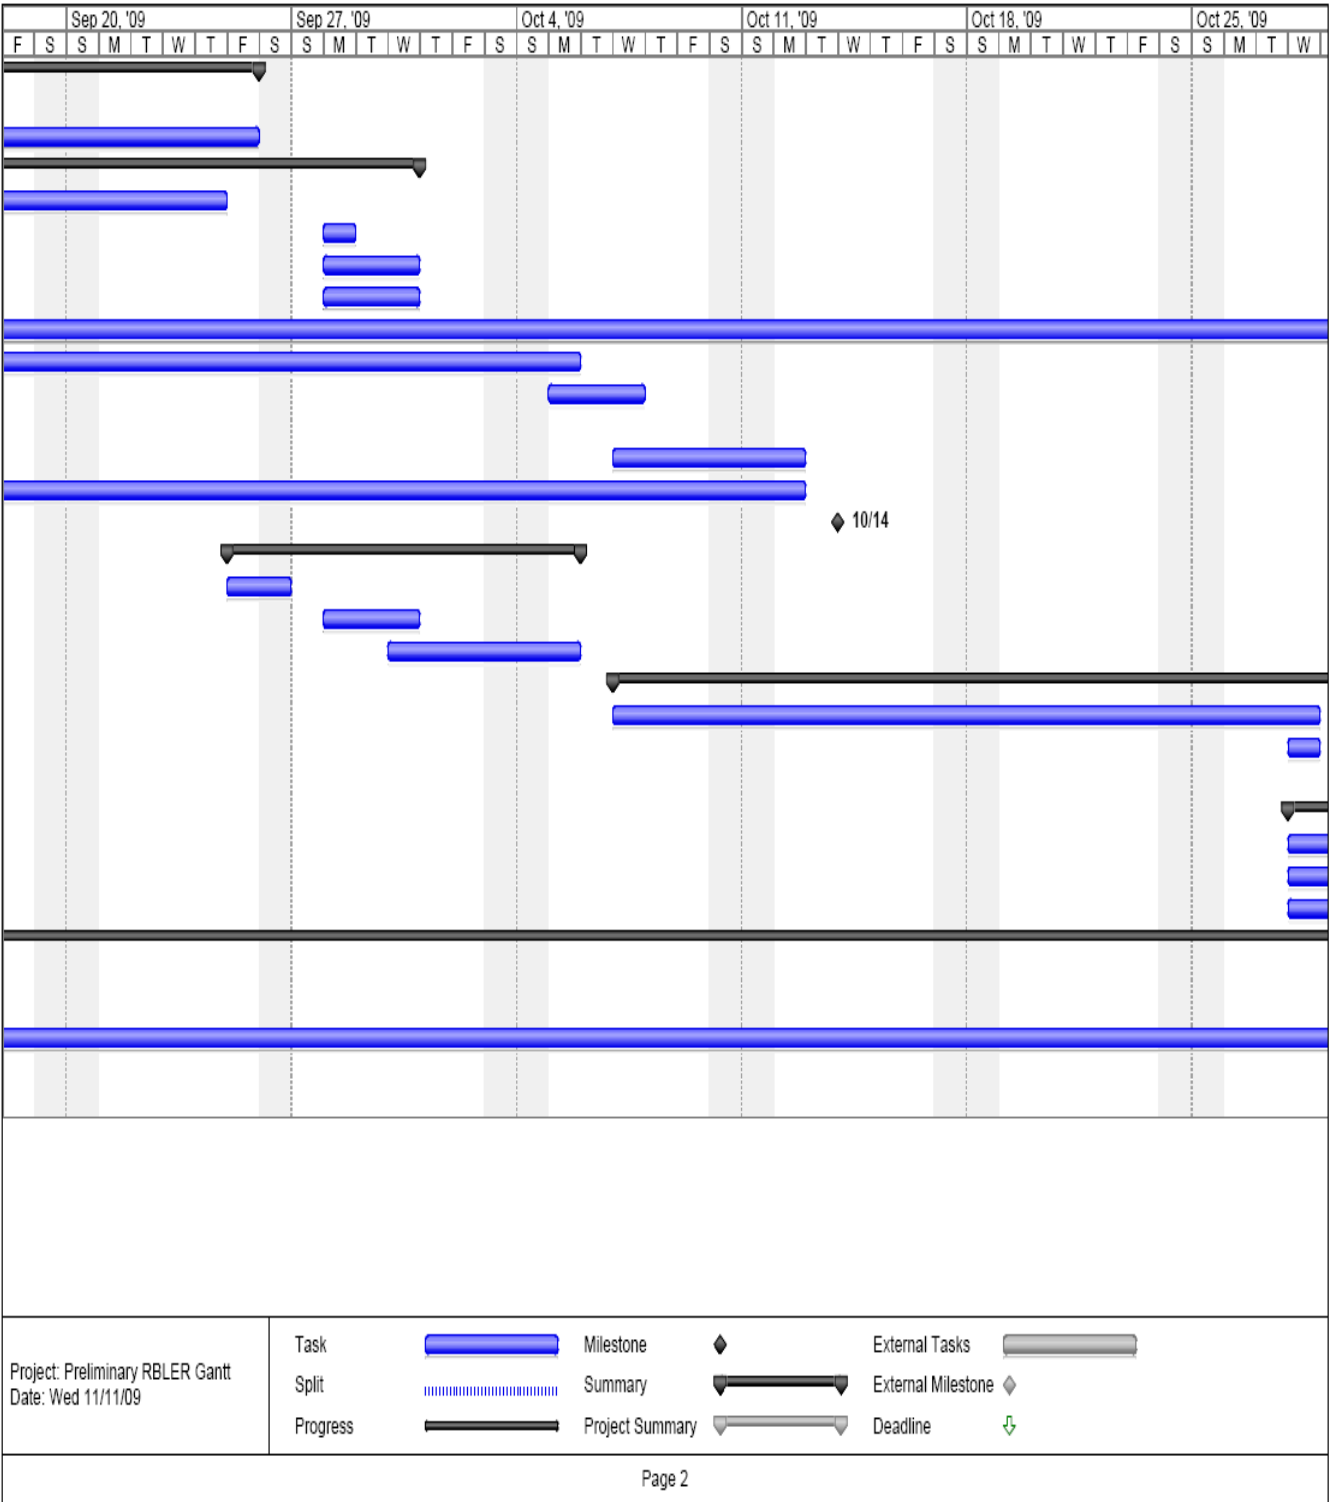 Sep 20, '09 Sep 27, '09 Oct 4, '09 Oct 11, '09 Oct 18, '09 Oct 25, '09
F S S M T W T F S S M T W T F S S M T W T F S S M T W T F S S M T W T F S S M T W
10/14
Task Milestone External Tasks
Project: Preliminary RBLER Gantt
Date: Wed 11/11/09
Split Summary External Milestone
Progress Project Summary Deadline
Page 2